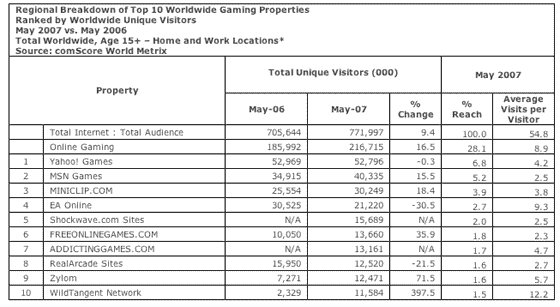 Regional Breakdown of Top 10 Worldwide Gaming Properties
Ranked by Worldwide Unique Visitors
May 2007 vs. May 2006
Total Worldwide, Age 15+ – Home and Work Locations*
Source: comScore World Metrix
Property Total Unique Visitors (000) May 2007
May-06 May-07 % Change % Reach Average Visits per Visitor
Total Internet : Total Audience 705,644 771,997 9.4 100.0 54.8
Online Gaming 185,992 216,715 16.5 28.1 8.9
1 Yahoo! Games 52,969 52,796 -0.3 6.8 4.2
2 MSN Games 34,915 40,335 15.5 5.2 2.5
3 MINICLIP.COM 25,554 30,249 18.4 3.9 3.8
4 EA Online 30,525 21,220 -30.5 2.7 9.3
5 Shockwave.com Sites N/A 15,689 N/A 2.0 2.5
6 FREEONLINEGAMES.COM 10,050 13,660 35.9 1.8 2.3
7 ADDICTINGGAMES.COM N/A 13,161 N/A 1.7 4.7
8 RealArcade Sites 15,950 12,520 -21.5 1.6 2.7
9 Zylom 7,271 12,471 71.5 1.6 5.7
10 WildTangent Network 2,329 11,584 397.5 1.5 12.2